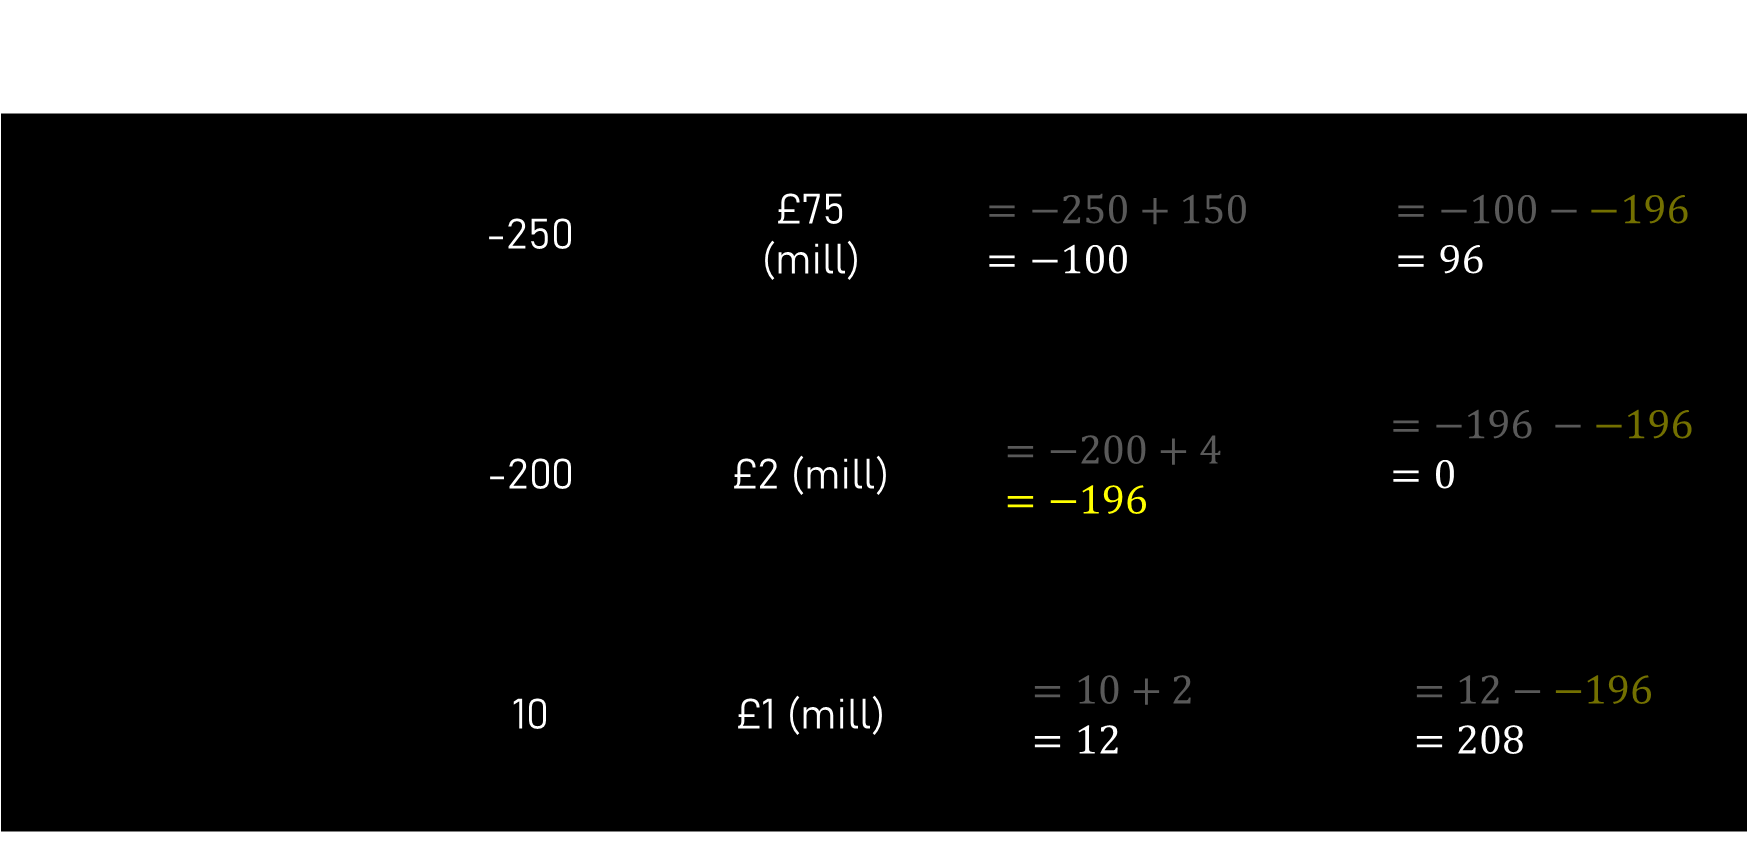 -250
£75
(mill)
= −250 + 150
= −100
= −100 − −196
= 96
-200
£2 (mill)
= −200 + 4
= −196
= −196 − −196
= 0
10
£1 (mill)
= 10 + 2
= 12
= 12 − −196
= 208